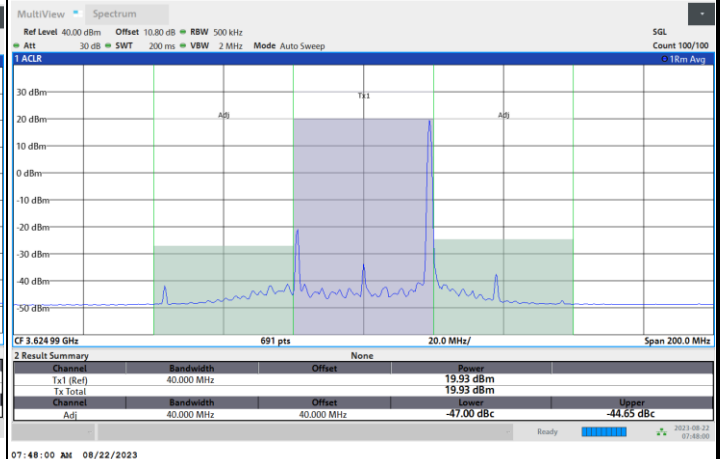 MultiView Spectrum
Ref Level 40.00 dBm Offset 10.80 dB RBW 500 kHz SGL
Att 30 dB SWT 200 ms VBW 2 MHz Mode Auto Sweep Count 100/100
1 ACLR 1Rm Avg
30 dBm
Tx1
20 dBm Adj Adj
10 dBm
0 dBm
-10 dBm
-20 dBm
-30 dBm
-40 dBm
-50 dBm
CF 3.624 99 GHz 691 pts 20.0 MHz/ Span 200.0 MHz
2 Result Summary None
Channel Bandwidth Offset Power
Tx1 (Ref) 40.000 MHz 19.93 dBm
Tx Total 19.93 dBm
Channel Bandwidth Offset Lower Upper
Adj 40.000 MHz 40.000 MHz -47.00 dBc -44.65 dBc
Ready 2023-08-22
07:48:00
07:48:00 AM 08/22/2023